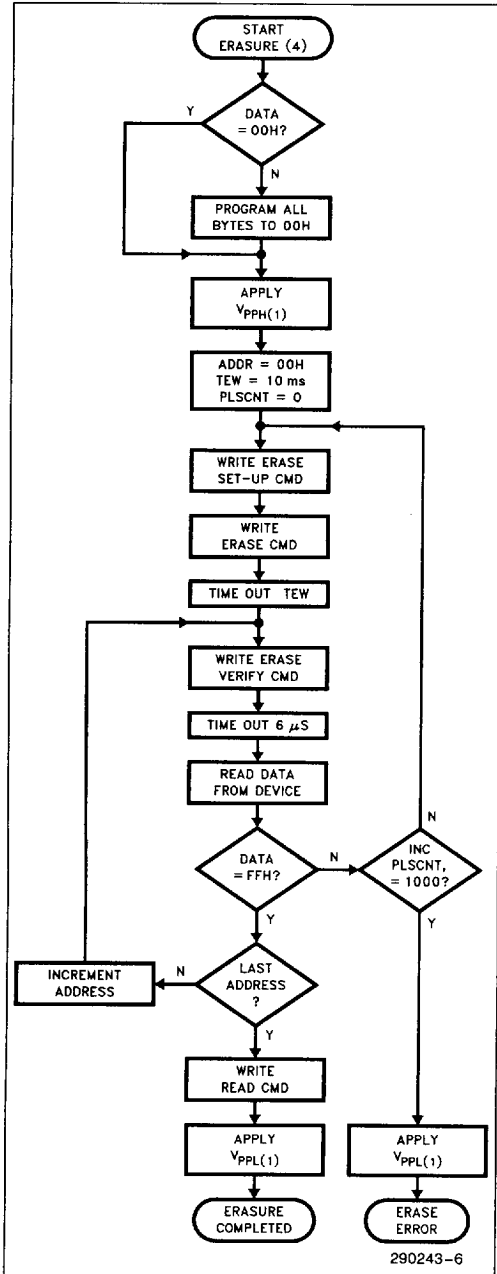 START
ERASURE (4)
Y
DATA
= 00H?
N
PROGRAM ALL
BYTES TO 00H
APPLY
VPPH(1)
ADDR = 00H
TEW = 10 ms
PLSCNT = 0
WRITE ERASE
SET-UP CMD
WRITE
ERASE CMD
TIME OUT TEW
WRITE ERASE
VERIFY CMD
TIME OUT 6 µS
READ DATA
FROM DEVICE
DATA
= FFH?
N
Y
INC
PLSCNT,
= 1000?
N
Y
LAST
ADDRESS
?
N
Y
INCREMENT
ADDRESS
WRITE
READ CMD
APPLY
VPPL(1)
APPLY
VPPL(1)
ERASURE
COMPLETED
ERASE
ERROR
290243-6